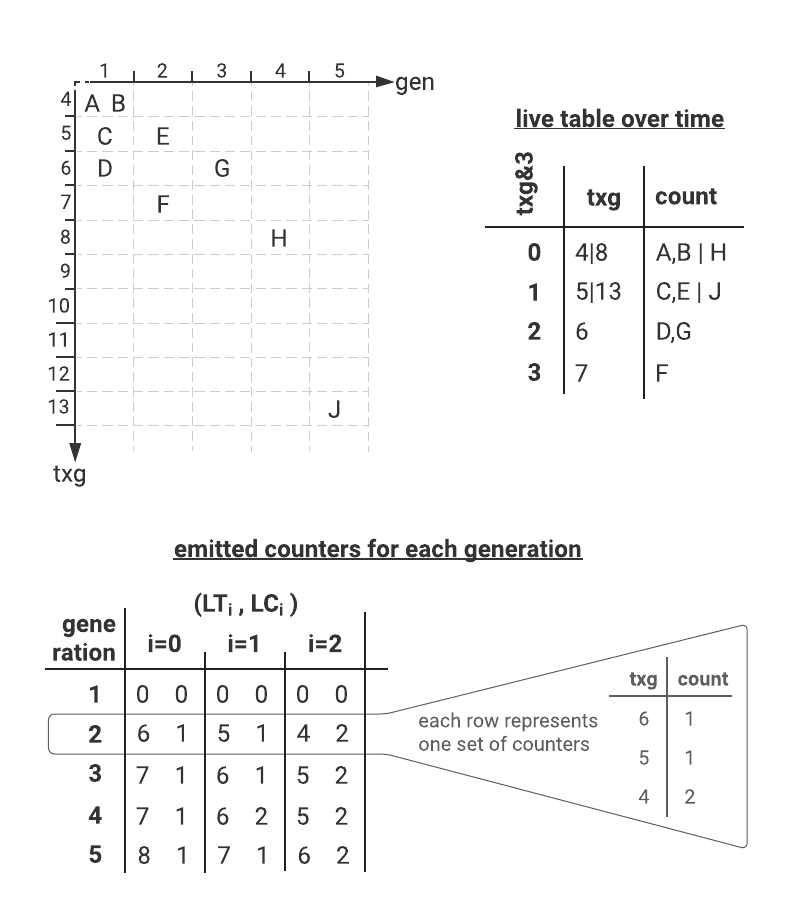 1 2 3 4 5 gen
4 A B
5 C E
6 D G
7 F
8 H
9
10
11
12
13 J
txg
live table over time
txg&3 txg count
0 4|8 A,B | H
1 5|13 C,E | J
2 6 D,G
3 7 F
emitted counters for each generation
(LTi , LCi )
gene
ration i=0 i=1 i=2
1 0 0 0 0 0 0
2 6 1 5 1 4 2
3 7 1 6 1 5 2
4 7 1 6 2 5 2
5 8 1 7 1 6 2
each row represents
one set of counters
txg count
6 1
5 1
4 2